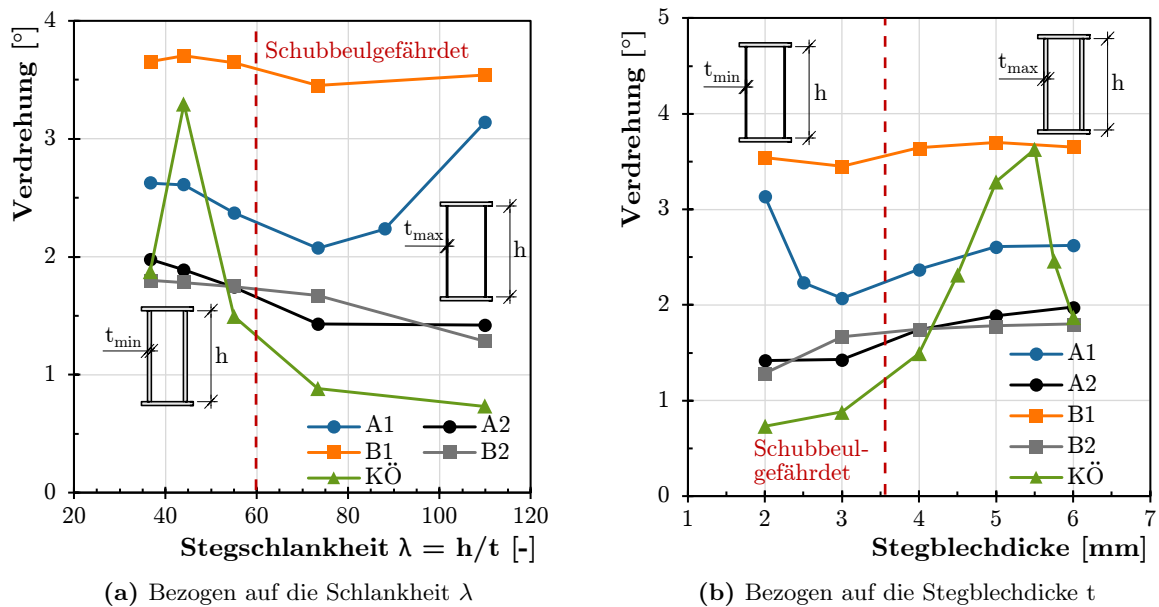 Verdrehung [°]
4
3
2
1
0
Schubbeulgefährdet
t_max
h
t_min
h
A1
A2
B1
B2
KÖ
20
40
60
80
100
120
Stegschlankheit λ = h/t [-]
(a) Bezogen auf die Schlankheit λ
Verdrehung [°]
5
4
3
2
1
0
t_min
h
t_max
h
Schubbeul-
gefährdet
A1
A2
B1
B2
KÖ
1
2
3
4
5
6
7
Stegblechdicke [mm]
(b) Bezogen auf die Stegblechdicke t